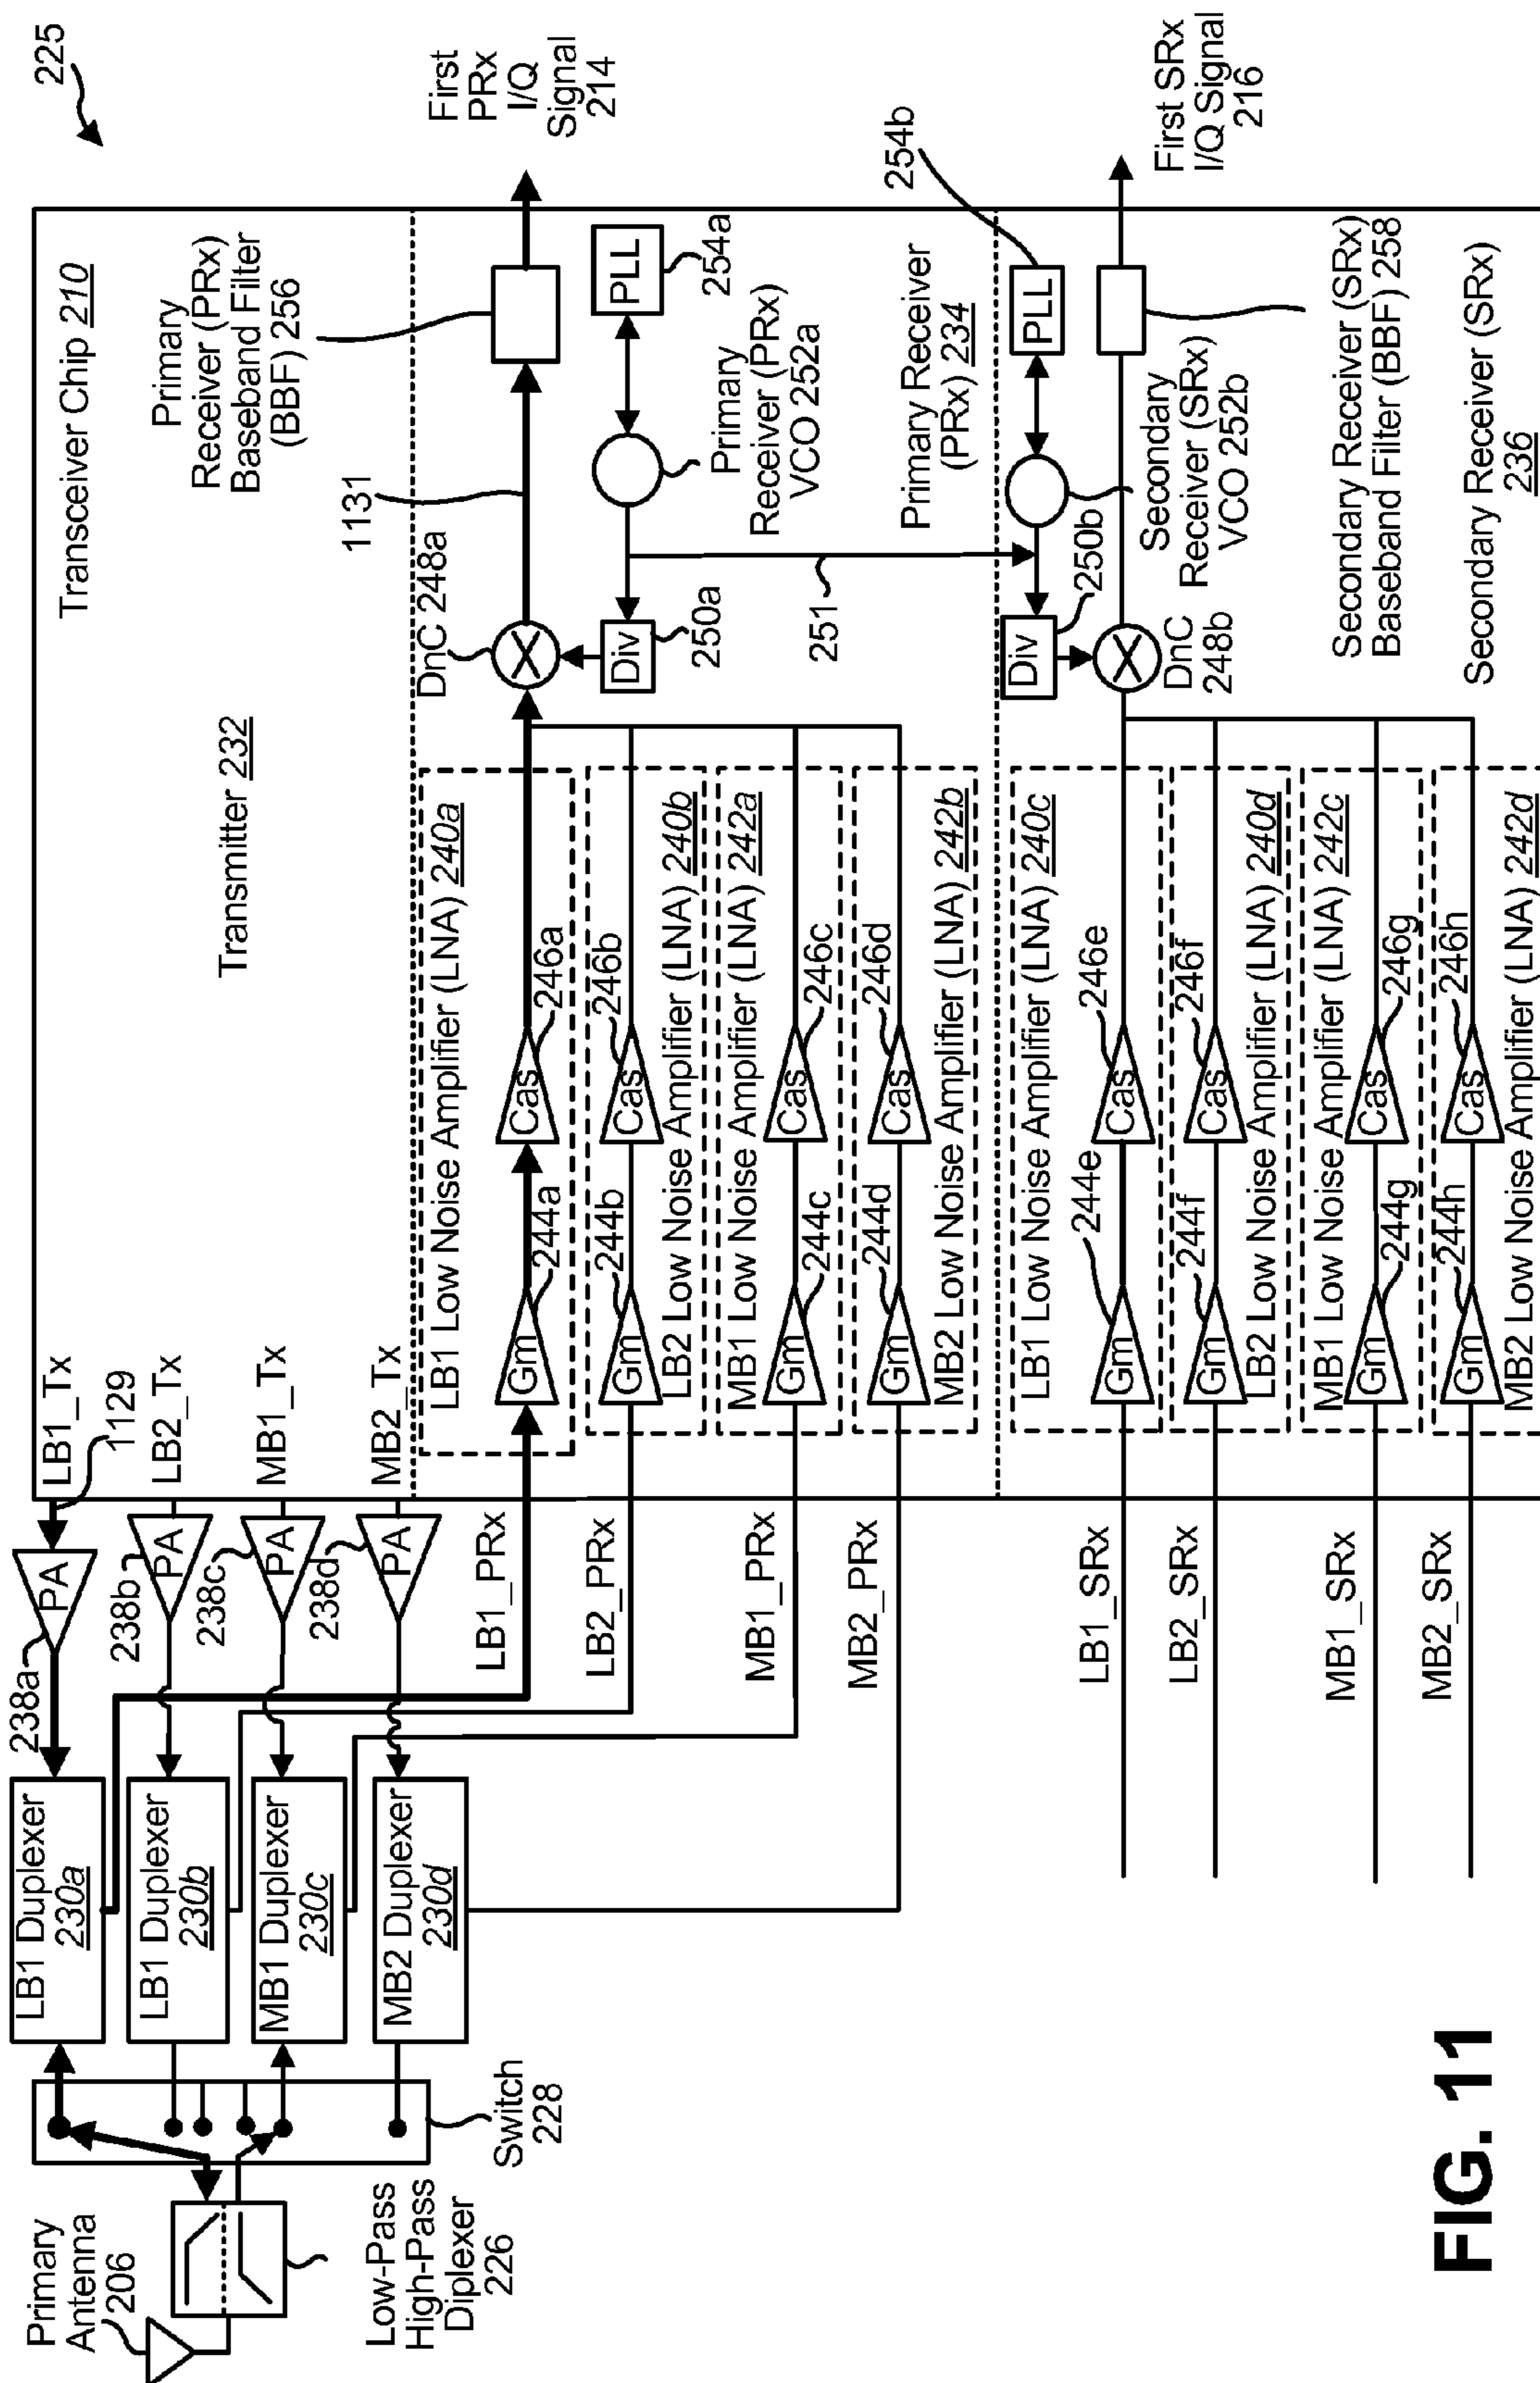 225
Transceiver Chip 210
Transmitter 232
Primary
Receiver (PRx)
Baseband Filter
(BBF) 256
First
PRx
I/Q
Signal
214
1131
DnC 248a
PLL
254a
Primary
Receiver (PRx)
VCO 252a
Div
250a
251
Primary Receiver
(PRx) 234
254b
PLL
Secondary
Receiver (SRx)
VCO 252b
Div
250b
DnC
248b
First SRx
I/Q Signal
216
Secondary Receiver (SRx)
Baseband Filter (BBF) 258
Secondary Receiver (SRx)
236
LB1 Low Noise Amplifier (LNA) 240a
Gm
244a
Cas
246a
LB2 Low Noise Amplifier (LNA) 240b
Gm
244b
Cas
246b
MB1 Low Noise Amplifier (LNA) 242a
Gm
244c
Cas
246c
MB2 Low Noise Amplifier (LNA) 242b
Gm
244d
Cas
246d
LB1 Low Noise Amplifier (LNA) 240c
Gm
244e
Cas
246e
LB2 Low Noise Amplifier (LNA) 240d
Gm
244f
Cas
246f
MB1 Low Noise Amplifier (LNA) 242c
Gm
244g
Cas
246g
MB2 Low Noise Amplifier (LNA) 242d
Gm
244h
Cas
246h
LB1_Tx
1129
LB2_Tx
MB1_Tx
MB2_Tx
PA
238a
PA
238b
PA
238c
PA
238d
LB1_PRx
LB2_PRx
MB1_PRx
MB2_PRx
LB1_SRx
LB2_SRx
MB1_SRx
MB2_SRx
LB1 Duplexer
230a
LB1 Duplexer
230b
MB1 Duplexer
230c
MB2 Duplexer
230d
Switch
228
Primary
Antenna
206
Low-Pass
High-Pass
Diplexer
226
FIG. 11